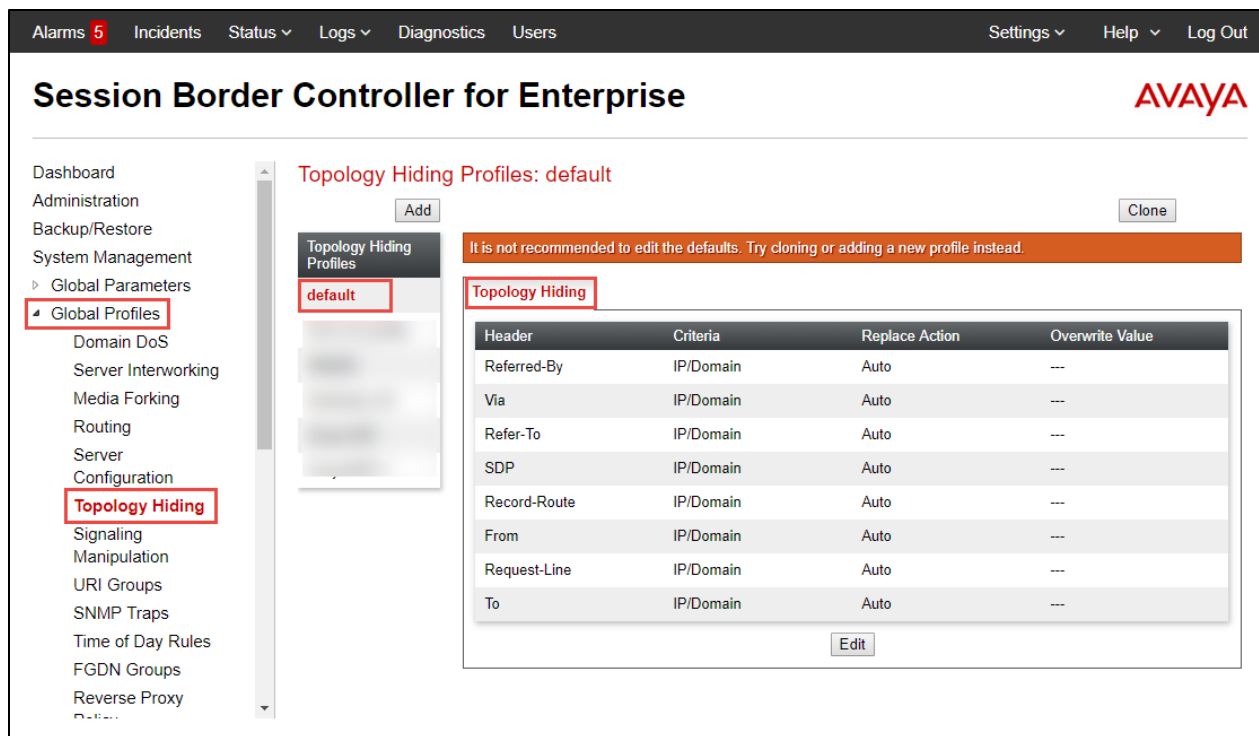 Alarms 5 Incidents Status Logs Diagnostics Users Settings Help Log Out
Session Border Controller for Enterprise
AVAYA
Dashboard
Administration
Backup/Restore
System Management
Global Parameters
Global Profiles
Domain DoS
Server Interworking
Media Forking
Routing
Server
Configuration
Topology Hiding
Signaling
Manipulation
URI Groups
SNMP Traps
Time of Day Rules
FGDN Groups
Reverse Proxy
Topology Hiding Profiles: default
Add
Clone
Topology Hiding
Profiles
default
It is not recommended to edit the defaults. Try cloning or adding a new profile instead.
Topology Hiding
Header Criteria Replace Action Overwrite Value
Referred-By IP/Domain Auto ---
Via IP/Domain Auto ---
Refer-To IP/Domain Auto ---
SDP IP/Domain Auto ---
Record-Route IP/Domain Auto ---
From IP/Domain Auto ---
Request-Line IP/Domain Auto ---
To IP/Domain Auto ---
Edit